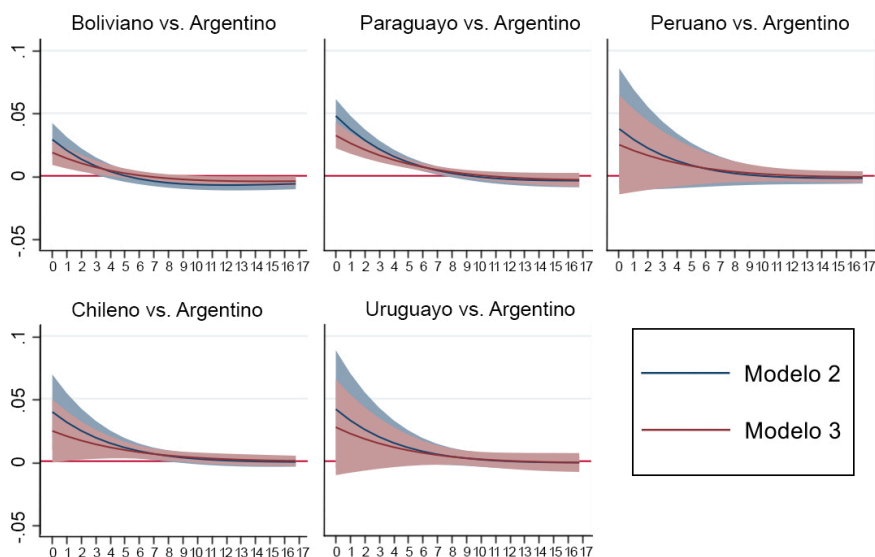 Boliviano vs. Argentino
Paraguayo vs. Argentino
Peruano vs. Argentino
.1
.05
0
-.05
0 1 2 3 4 5 6 7 8 9 10 11 12 13 14 15 16 17
0 1 2 3 4 5 6 7 8 9 10 11 12 13 14 15 16 17
0 1 2 3 4 5 6 7 8 9 10 11 12 13 14 15 16 17
Chileno vs. Argentino
Uruguayo vs. Argentino
.1
.05
0
-.05
0 1 2 3 4 5 6 7 8 9 10 11 12 13 14 15 16 17
0 1 2 3 4 5 6 7 8 9 10 11 12 13 14 15 16 17
Modelo 2
Modelo 3